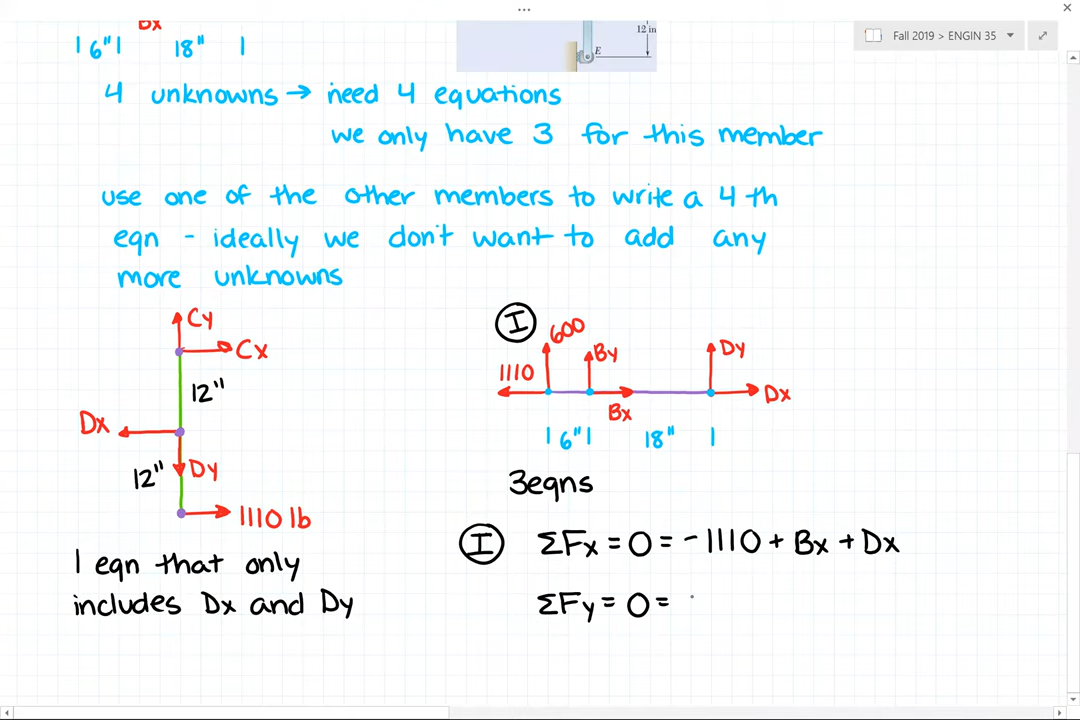 Bx
12 in
Fall 2019 > ENGIN 35
| 6" | 18" |
E
4 unknowns → need 4 equations
we only have 3 for this member
use one of the other members to write a 4 th
eqn - ideally we don't want to add any
more unknowns
Cy
Cx
12"
Dx
12"
Dy
1110 lb
1 eqn that only
includes Dx and Dy
I
600
1110
By
Dy
Bx
Dx
| 6" | 18" |
3eqns
I ΣFx = 0 = - 1110 + Bx + Dx
ΣFy = 0 =